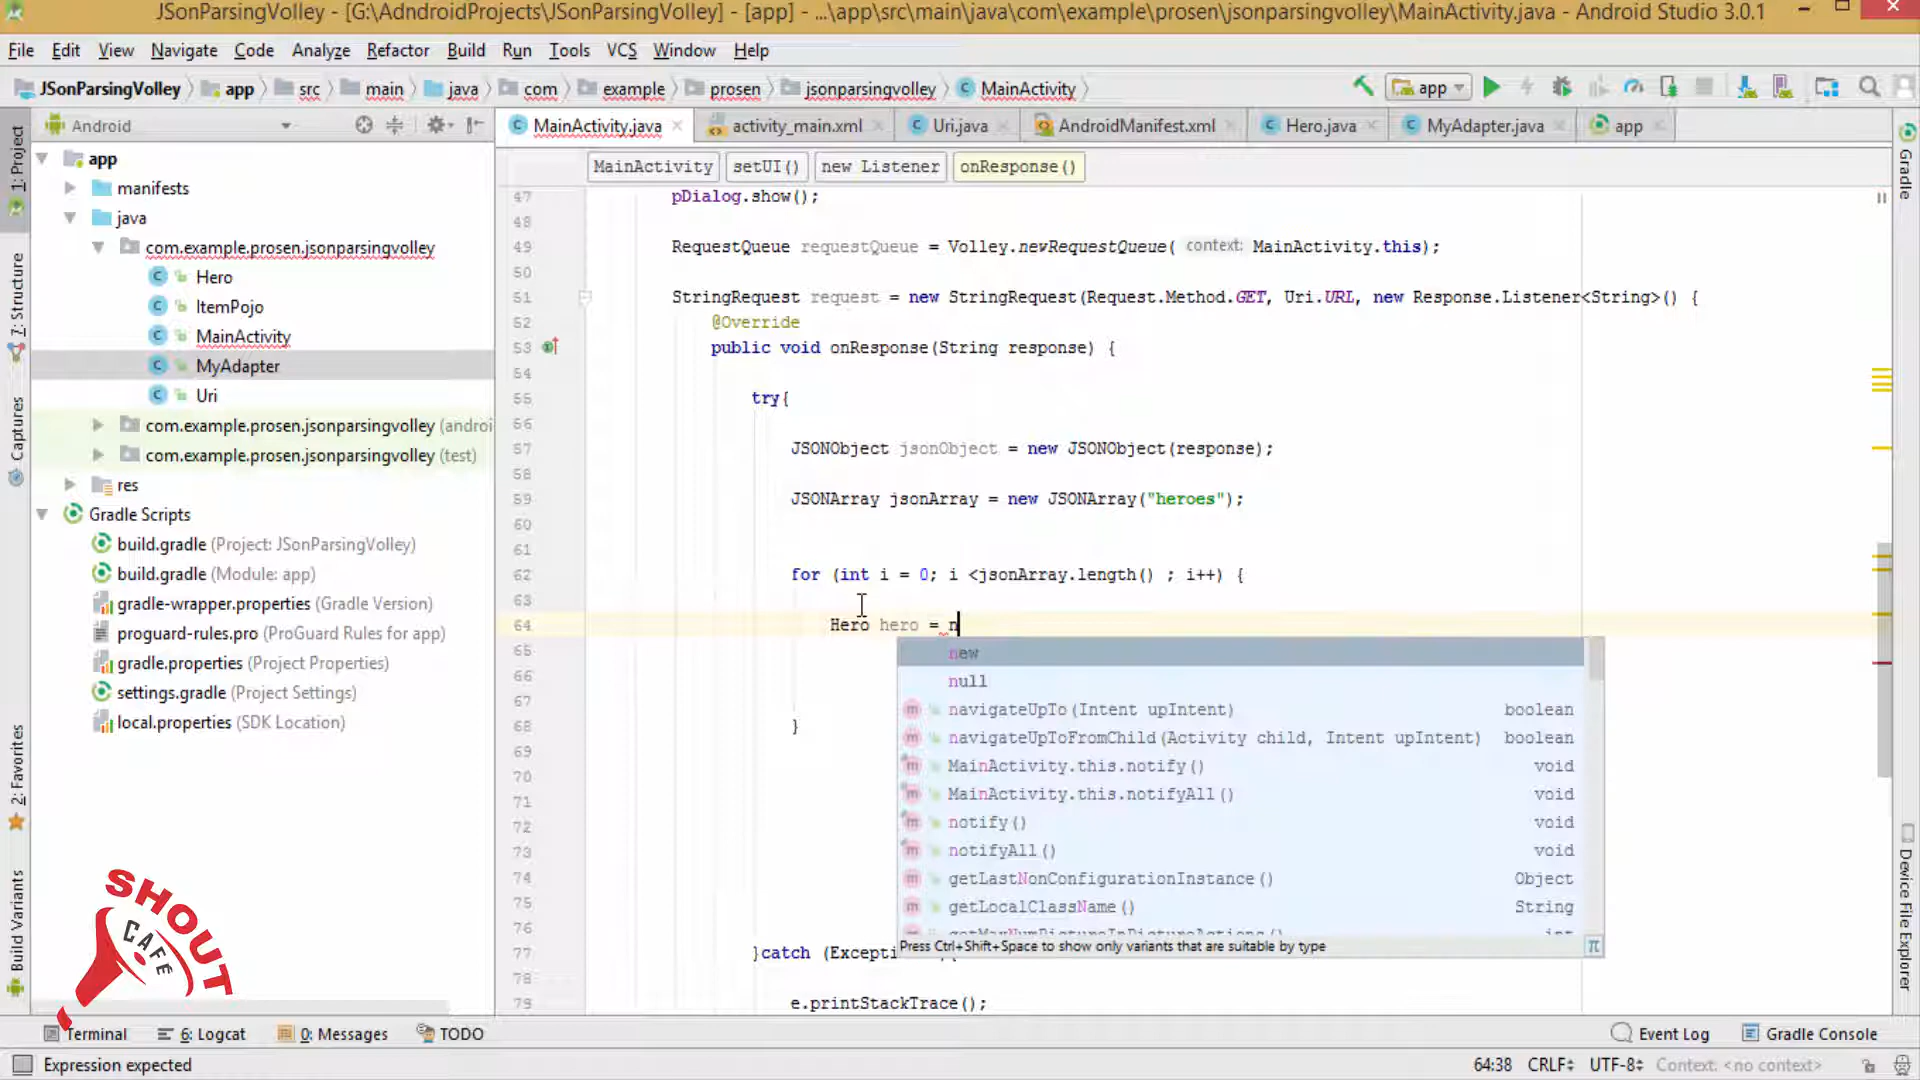 JSonParsingVolley - [G:\AdndroidProjects\JSonParsingVolley] - [app] - ...\app\src\main\java\com\example\prosen\jsonparsingvolley\MainActivity.java - Android Studio 3.0.1
File Edit View Navigate Code Analyze Refactor Build Run Tools VCS Window Help
JSonParsingVolley app src main java com example prosen jsonparsingvolley MainActivity app
Android
MainActivity.java activity_main.xml Uri.java AndroidManifest.xml Hero.java MyAdapter.java app
MainActivity setUI() new Listener onResponse()
1: Project
7: Structure
Captures
2: Favorites
Build Variants
Gradle
Device File Explorer
app
manifests
java
com.example.prosen.jsonparsingvolley
Hero
ItemPojo
MainActivity
MyAdapter
Uri
com.example.prosen.jsonparsingvolley (androi
com.example.prosen.jsonparsingvolley (test)
res
Gradle Scripts
build.gradle (Project: JSonParsingVolley)
build.gradle (Module: app)
gradle-wrapper.properties (Gradle Version)
proguard-rules.pro (ProGuard Rules for app)
gradle.properties (Project Properties)
settings.gradle (Project Settings)
local.properties (SDK Location)
47 pDialog.show();
48
49 RequestQueue requestQueue = Volley.newRequestQueue( context: MainActivity.this);
50
51 StringRequest request = new StringRequest(Request.Method.GET, Uri.URL, new Response.Listener<String>() {
52 @Override
53 public void onResponse(String response) {
54
55 try{
56
57 JSONObject jsonObject = new JSONObject(response);
58
59 JSONArray jsonArray = new JSONArray("heroes");
60
61
62 for (int i = 0; i <jsonArray.length() ; i++) {
63
64 Hero hero = n
65
66
67
68 }
69
70
71
72
73
74
75
76
77 }catch (Excepti
78
79 e.printStackTrace();
new
null
navigateUpTo(Intent upIntent) boolean
navigateUpToFromChild(Activity child, Intent upIntent) boolean
MainActivity.this.notify() void
MainActivity.this.notifyAll() void
notify() void
notifyAll() void
getLastNonConfigurationInstance() Object
getLocalClassName() String
getMaxNumPictureInPictureActions() int
Press Ctrl+Shift+Space to show only variants that are suitable by type
SHOUT
CAFE
Terminal 6: Logcat 0: Messages TODO Event Log Gradle Console
Expression expected 64:38 CRLF UTF-8 Context: <no context>